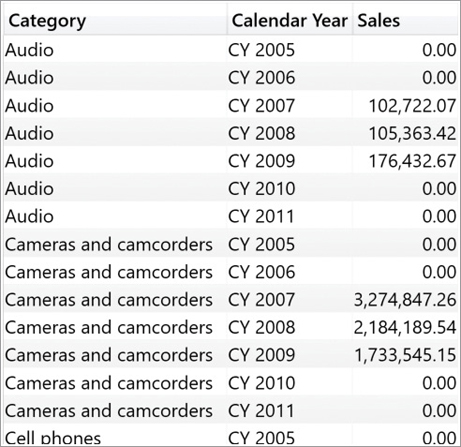 Category Calendar Year Sales
Audio CY 2005 0.00
Audio CY 2006 0.00
Audio CY 2007 102,722.07
Audio CY 2008 105,363.42
Audio CY 2009 176,432.67
Audio CY 2010 0.00
Audio CY 2011 0.00
Cameras and camcorders CY 2005 0.00
Cameras and camcorders CY 2006 0.00
Cameras and camcorders CY 2007 3,274,847.26
Cameras and camcorders CY 2008 2,184,189.54
Cameras and camcorders CY 2009 1,733,545.15
Cameras and camcorders CY 2010 0.00
Cameras and camcorders CY 2011 0.00
Cell phones CY 2005 0.00